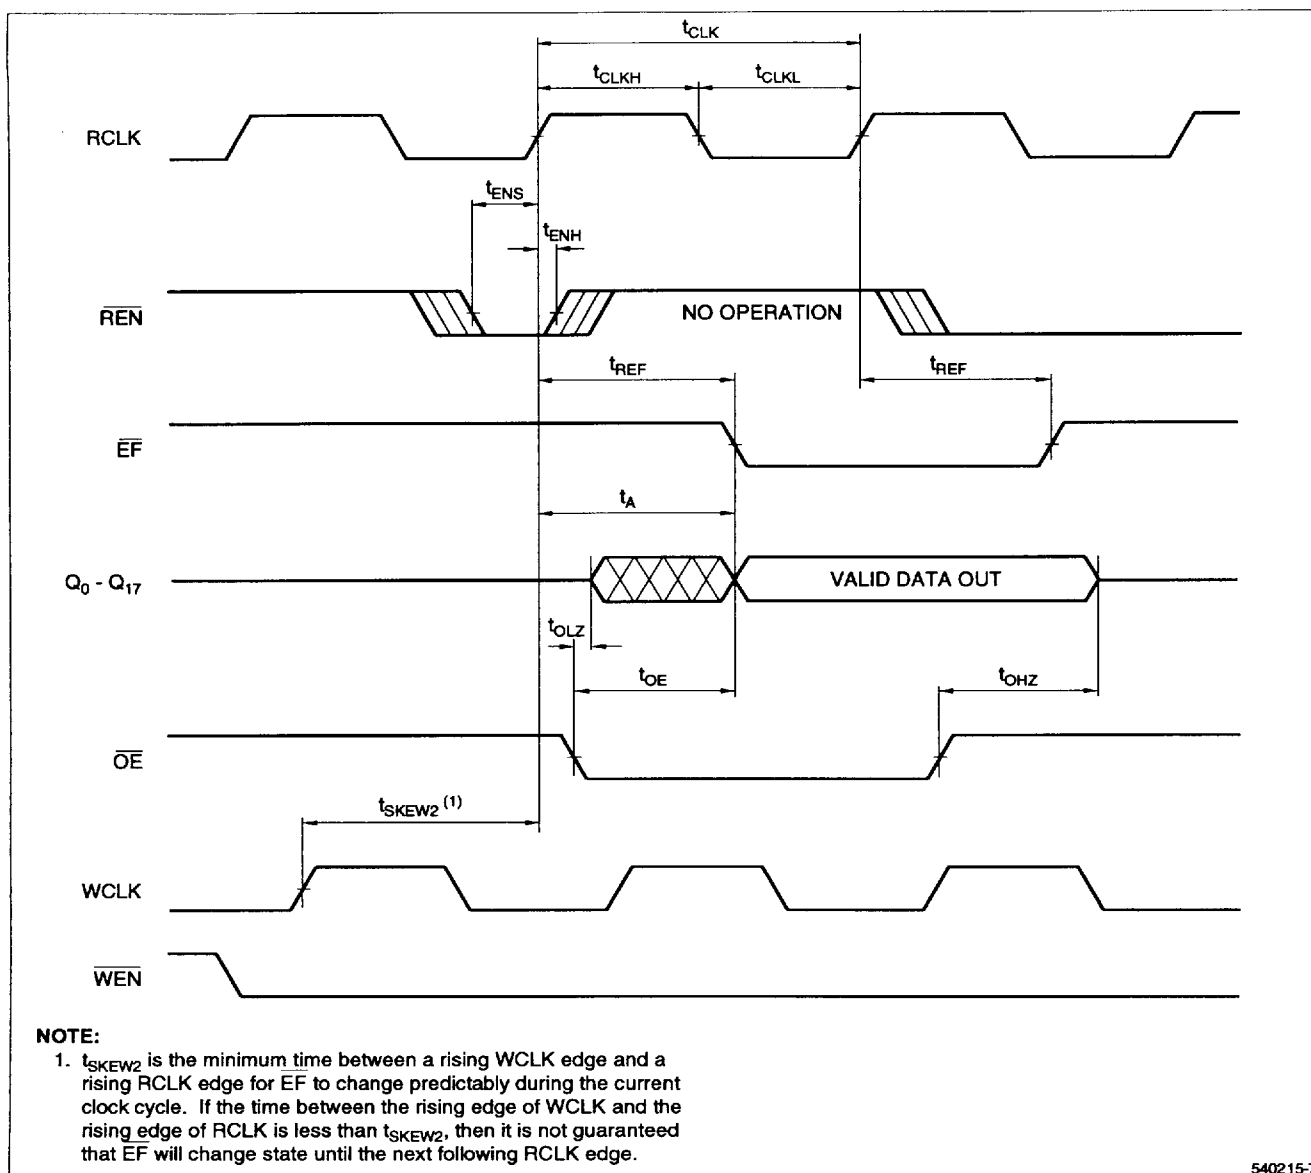 tCLK
tCLKH
tCLKL
RCLK
tENS
tENH
REN
NO OPERATION
tREF
tREF
EF
tA
Q0 - Q17
VALID DATA OUT
tOLZ
tOE
tOHZ
OE
tSKEW2 (1)
WCLK
WEN
NOTE:
1. tSKEW2 is the minimum time between a rising WCLK edge and a
rising RCLK edge for EF to change predictably during the current
clock cycle. If the time between the rising edge of WCLK and the
rising edge of RCLK is less than tSKEW2, then it is not guaranteed
that EF will change state until the next following RCLK edge.